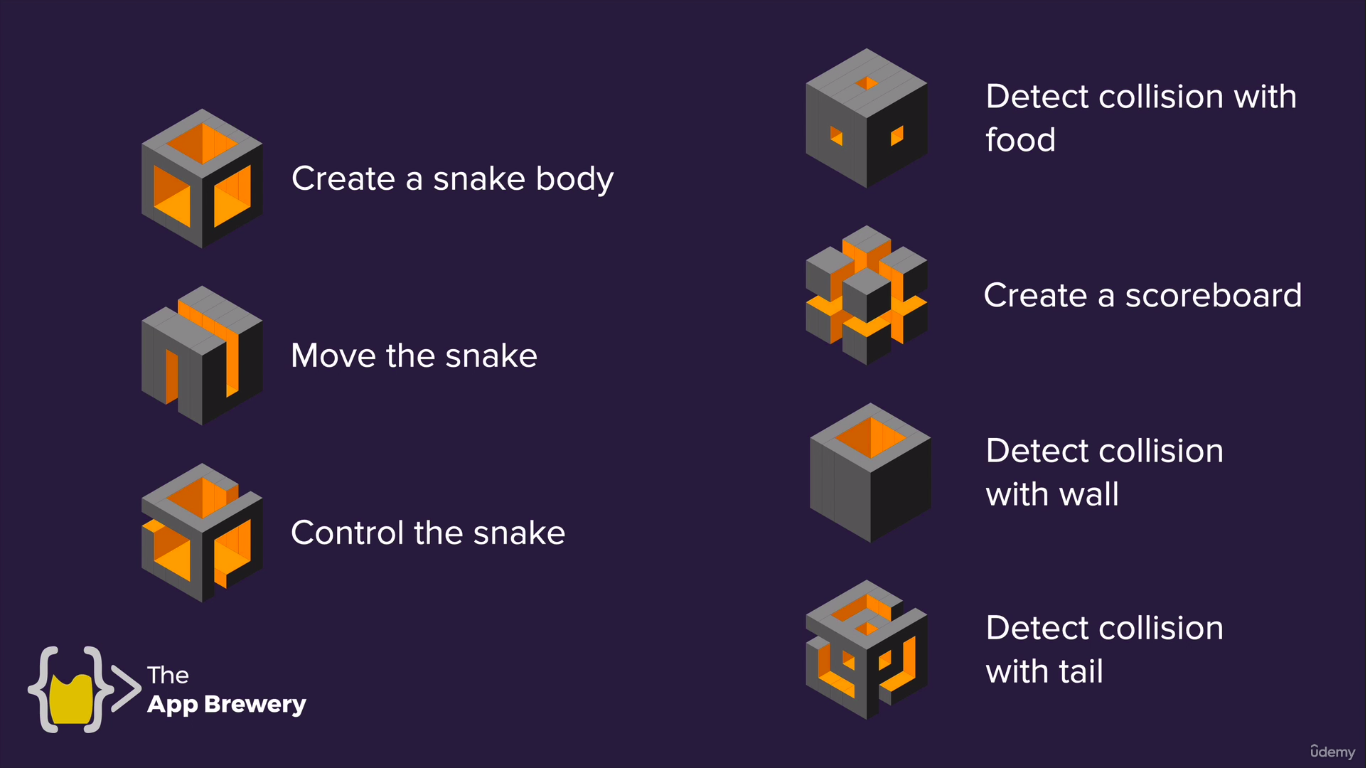 Create a snake body
Move the snake
Control the snake
Detect collision with
food
Create a scoreboard
Detect collision
with wall
Detect collision
with tail
The
App Brewery
ûdemy